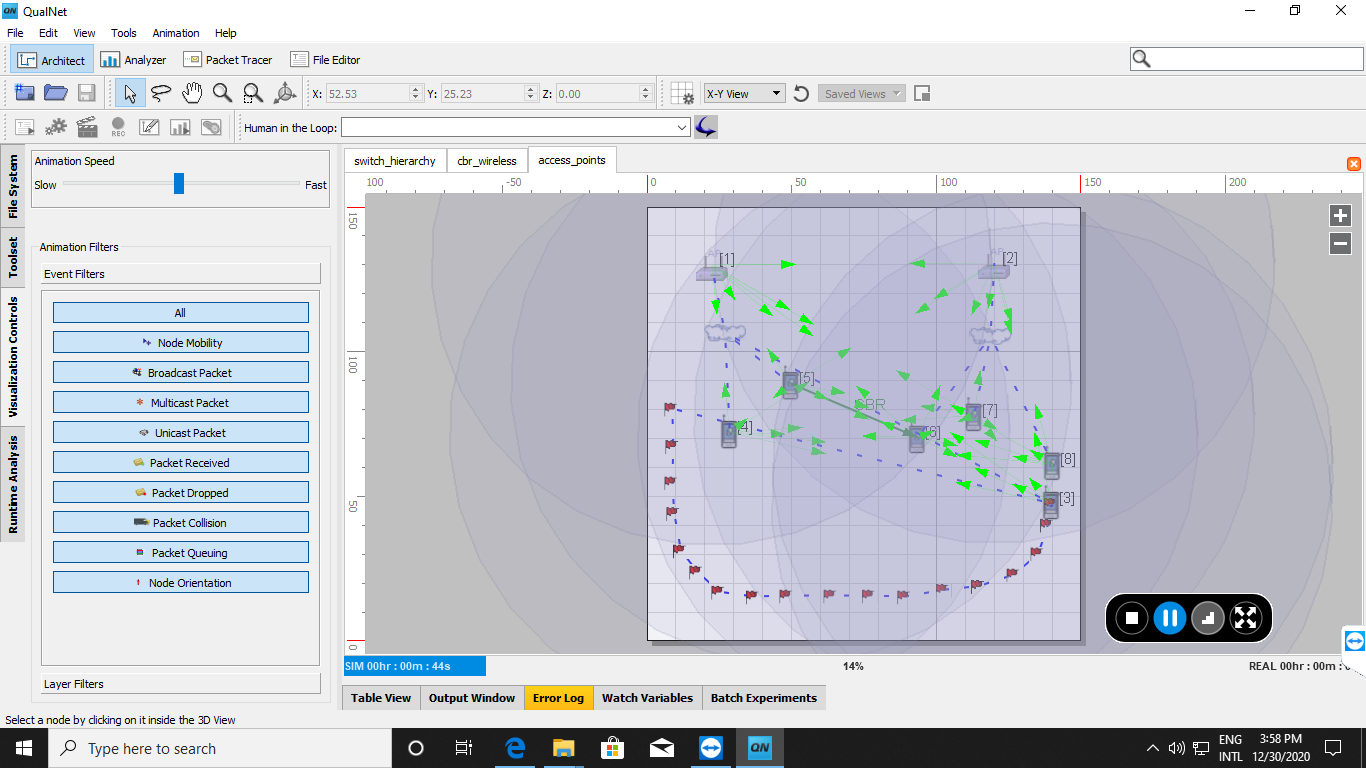 QualNet
File Edit View Tools Animation Help
Architect Analyzer Packet Tracer File Editor
X: 52.53 Y: 25.23 Z: 0.00 X-Y View Saved Views
REC Human in the Loop:
File System
Toolset
Visualization Controls
Runtime Analysis
Animation Speed
Slow Fast
Animation Filters
Event Filters
All
Node Mobility
Broadcast Packet
Multicast Packet
Unicast Packet
Packet Received
Packet Dropped
Packet Collision
Packet Queuing
Node Orientation
Layer Filters
switch_hierarchy cbr_wireless access_points
100 -50 0 50 100 150 200
150
100
50
0
AP AP
[1] [2]
[5]
CBR
[7]
[4] [6]
[8]
[3]
SIM 00hr : 00m : 44s 14% REAL 00hr : 00m :
Table View Output Window Error Log Watch Variables Batch Experiments
Select a node by clicking on it inside the 3D View
Type here to search
QN
ENG
INTL
3:58 PM
12/30/2020